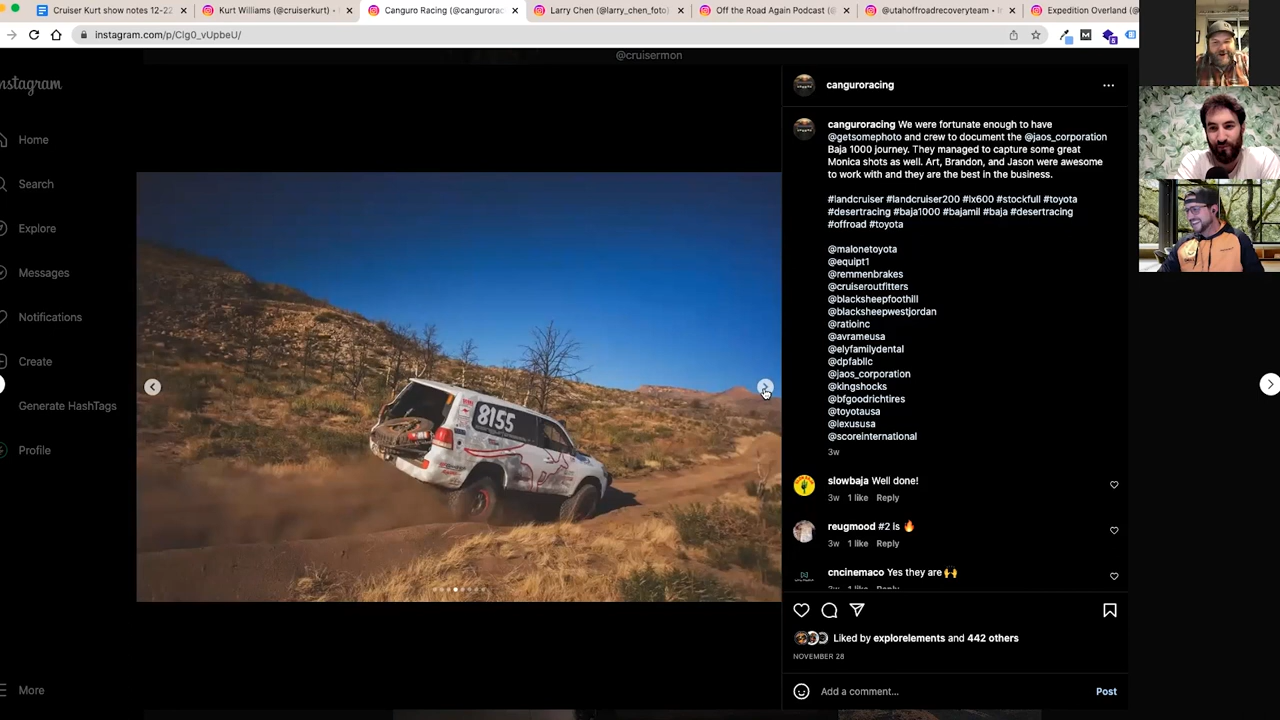 Cruiser Kurt show notes 12-22
Kurt Williams (@cruiserkurt) •
Canguro Racing (@cangurorac
Larry Chen (@larry_chen_foto)
Off the Road Again Podcast (@
@utahoffroadrecoveryteam •
Expedition Overland (@
instagram.com/p/Clg0_vUpbeU/
@cruisermon
nstagram
Home
Search
Explore
Messages
Notifications
Create
Generate HashTags
Profile
More
8155
canguroracing
canguroracing We were fortunate enough to have
@getsomephoto and crew to document the @jaos_corporation
Baja 1000 journey. They managed to capture some great
Monica shots as well. Art, Brandon, and Jason were awesome
to work with and they are the best in the business.
#landcruiser #landcruiser200 #lx600 #stockfull #toyota
#desertracing #baja1000 #bajamil #baja #desertracing
#offroad #toyota
@malonetoyota
@equipt1
@remmenbrakes
@cruiseroutfitters
@blacksheepfoothill
@blacksheepwestjordan
@ratioinc
@avrameusa
@elyfamilydental
@dpfabllc
@jaos_corporation
@kingshocks
@bfgoodrichtires
@toyotausa
@lexususa
@scoreinternational
3w
slowbaja Well done!
3w 1 like Reply
reugmood #2 is 🔥
3w 1 like Reply
cncinemaco Yes they are 🙌
Liked by explorelements and 442 others
NOVEMBER 28
Add a comment...
Post